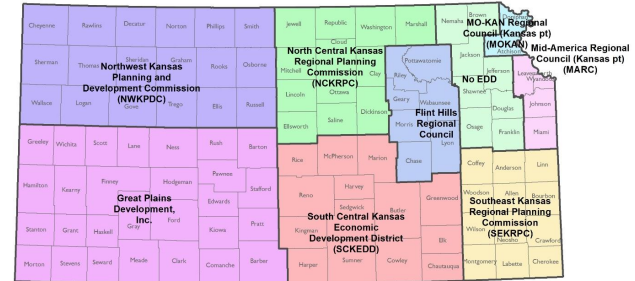 Cheyenne Rawlins Decatur Norton Phillips Smith
Jewell Republic Washington Marshall
Nemaha Brown
MO-KAN Regional
Council (Kansas pt)
(MOKAN)
Atchison
Mid-America Regional
Council (Kansas pt)
(MARC)
Sherman Thomas Sheridan Graham Rooks Osborne
Northwest Kansas
Planning and
Development Commission
(NWKPDC)
Wallace Logan Gove Trego Ellis Russell
Cloud
North Central Kansas
Regional Planning
Commission
(NCKRPC)
Mitchell Clay
Lincoln Ottawa
Dickinson
Ellsworth Saline
Pottawatomie
Riley
Geary Wabaunsee
Flint Hills
Regional
Council
Morris Lyon
Chase
Jackson
Jefferson
No EDD
Shawnee
Douglas
Osage Franklin
Johnson
Miami
Greeley Wichita Scott Lane Ness Rush Barton
Pawnee
Hamilton Kearny Finney Hodgeman Stafford
Edwards
Great Plains
Development,
Inc.
Gray Ford
Stanton Grant Haskell Kiowa Pratt
Morton Stevens Seward Meade Clark Comanche Barber
Rice McPherson Marion
Reno Harvey
Sedgwick Butler Greenwood
South Central Kansas
Economic
Development District
(SCKEDD)
Kingman Elk
Harper Sumner Cowley Chautauqua
Coffey Anderson Linn
Woodson Allen Bourbon
Southeast Kansas
Regional Planning
Commission
(SEKRPC)
Wilson Neosho Crawford
Montgomery Labette Cherokee